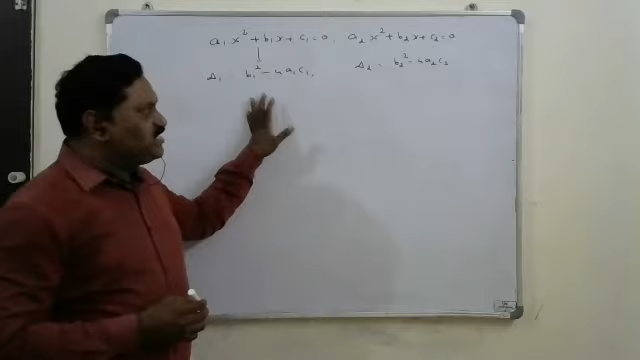 a₁x² + b₁x + c₁ = 0, a₂x² + b₂x + c₂ = 0
Δ₁ b₁² - 4a₁c₁, Δ₂ = b₂² - 4a₂c₂